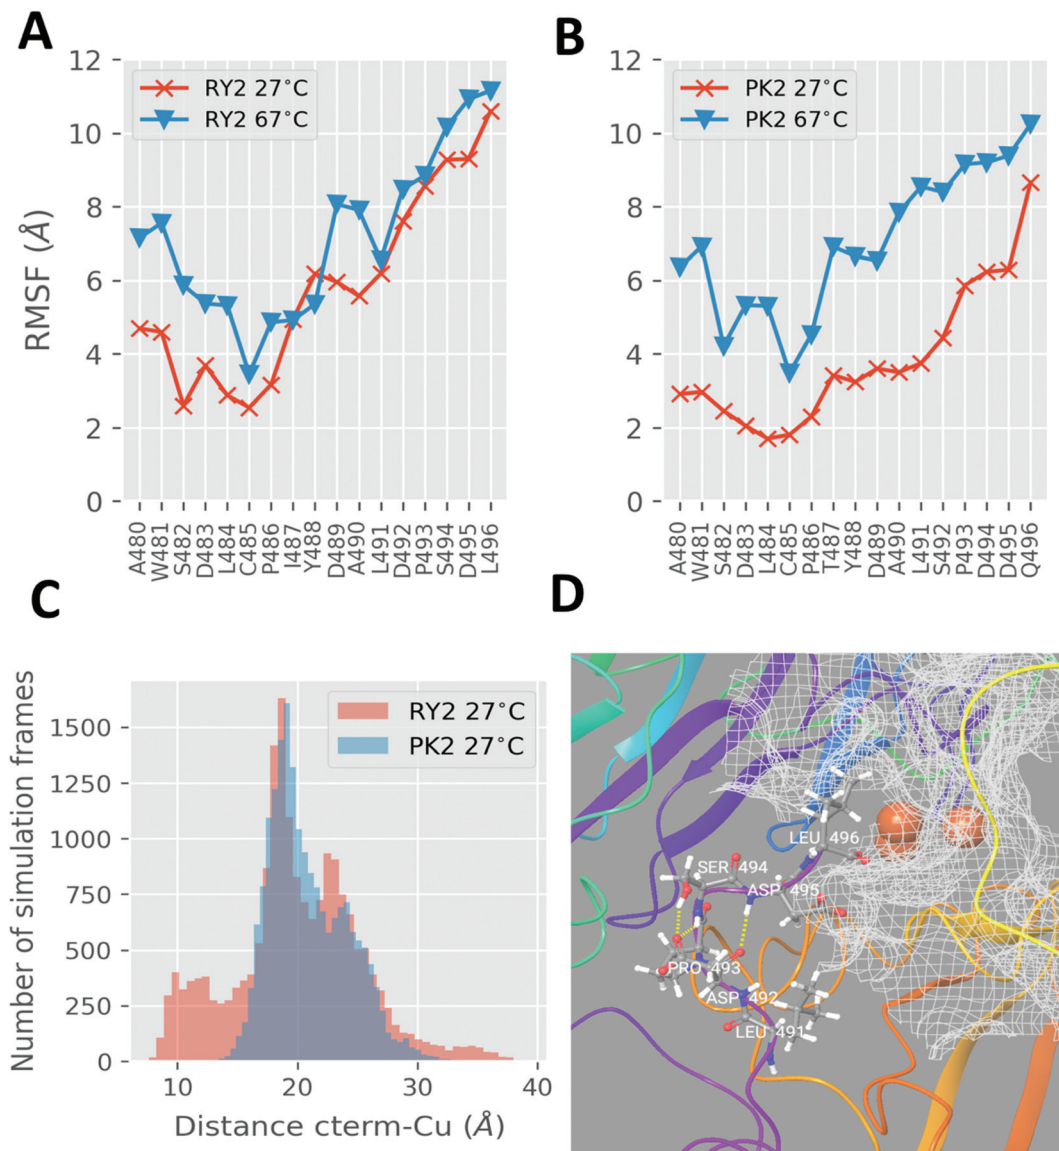 A
RMSF (Å)
12
10
8
6
4
2
0
RY2 27°C
RY2 67°C
A480
W481
S482
D483
L484
C485
P486
I487
Y488
D489
A490
L491
D492
P493
S494
D495
L496
B
12
10
8
6
4
2
0
PK2 27°C
PK2 67°C
A480
W481
S482
D483
L484
C485
P486
T487
Y488
D489
A490
L491
S492
P493
D494
D495
Q496
C
Number of simulation frames
1500
1250
1000
750
500
250
0
RY2 27°C
PK2 27°C
10
20
30
40
Distance cterm-Cu (Å)
D
LEU 496
SER 494
ASP 495
PRO 493
ASP 492
LEU 491